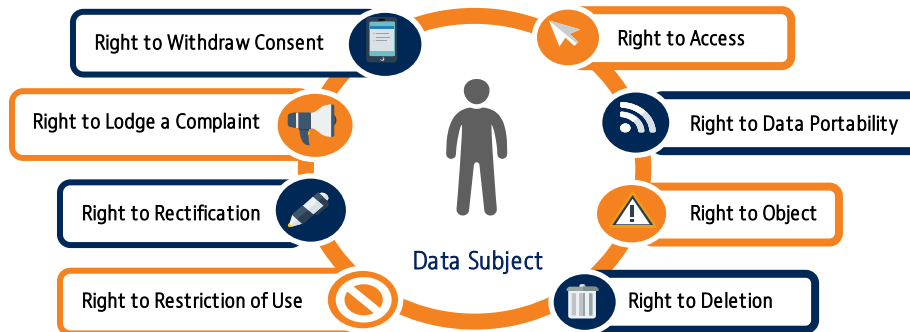 Right to Withdraw Consent
Right to Access
Right to Lodge a Complaint
Right to Data Portability
Right to Rectification
Right to Object
Data Subject
Right to Restriction of Use
Right to Deletion